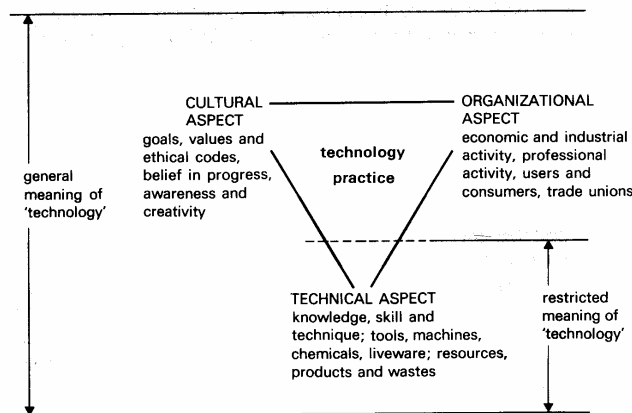 CULTURAL
ASPECT
goals, values and
ethical codes,
belief in progress,
awareness and
creativity
ORGANIZATIONAL
ASPECT
economic and industrial
activity, professional
activity, users and
consumers, trade unions
technology
practice
general
meaning of
'technology'
TECHNICAL ASPECT
knowledge, skill and
technique; tools, machines,
chemicals, liveware; resources,
products and wastes
restricted
meaning of
'technology'